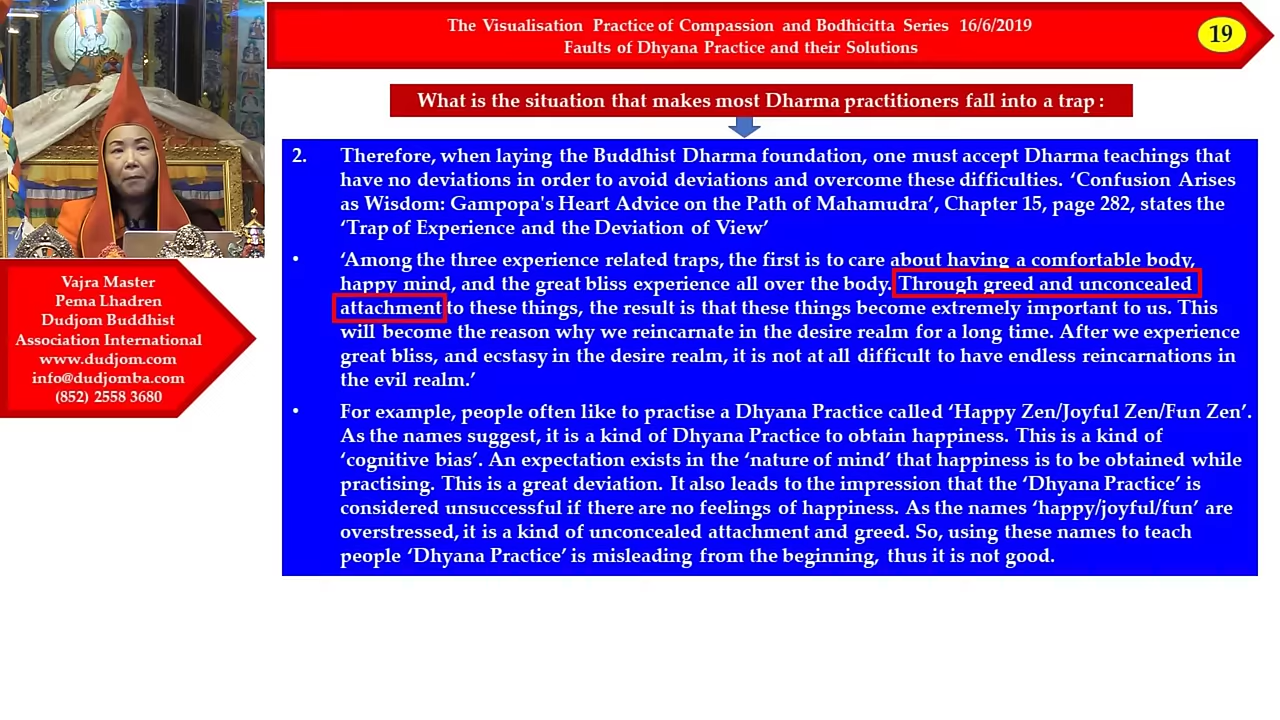 The Visualisation Practice of Compassion and Bodhicitta Series 16/6/2019
Faults of Dhyana Practice and their Solutions
19
What is the situation that makes most Dharma practitioners fall into a trap :
2. Therefore, when laying the Buddhist Dharma foundation, one must accept Dharma teachings that
have no deviations in order to avoid deviations and overcome these difficulties. ‘Confusion Arises
as Wisdom: Gampopa's Heart Advice on the Path of Mahamudra’, Chapter 15, page 282, states the
‘Trap of Experience and the Deviation of View’
• ‘Among the three experience related traps, the first is to care about having a comfortable body,
happy mind, and the great bliss experience all over the body. Through greed and unconcealed
attachment to these things, the result is that these things become extremely important to us. This
will become the reason why we reincarnate in the desire realm for a long time. After we experience
great bliss, and ecstasy in the desire realm, it is not at all difficult to have endless reincarnations in
the evil realm.’
• For example, people often like to practise a Dhyana Practice called ‘Happy Zen/Joyful Zen/Fun Zen’.
As the names suggest, it is a kind of Dhyana Practice to obtain happiness. This is a kind of
‘cognitive bias’. An expectation exists in the ‘nature of mind’ that happiness is to be obtained while
practising. This is a great deviation. It also leads to the impression that the ‘Dhyana Practice’ is
considered unsuccessful if there are no feelings of happiness. As the names ‘happy/joyful/fun’ are
overstressed, it is a kind of unconcealed attachment and greed. So, using these names to teach
people ‘Dhyana Practice’ is misleading from the beginning, thus it is not good.
Vajra Master
Pema Lhadren
Dudjom Buddhist
Association International
www.dudjom.com
info@dudjomba.com
(852) 2558 3680